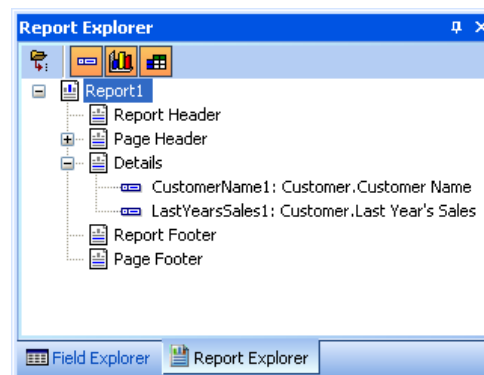 Report Explorer
Report1
Report Header
Page Header
Details
CustomerName1: Customer.Customer Name
LastYearsSales1: Customer.Last Year's Sales
Report Footer
Page Footer
Field Explorer
Report Explorer